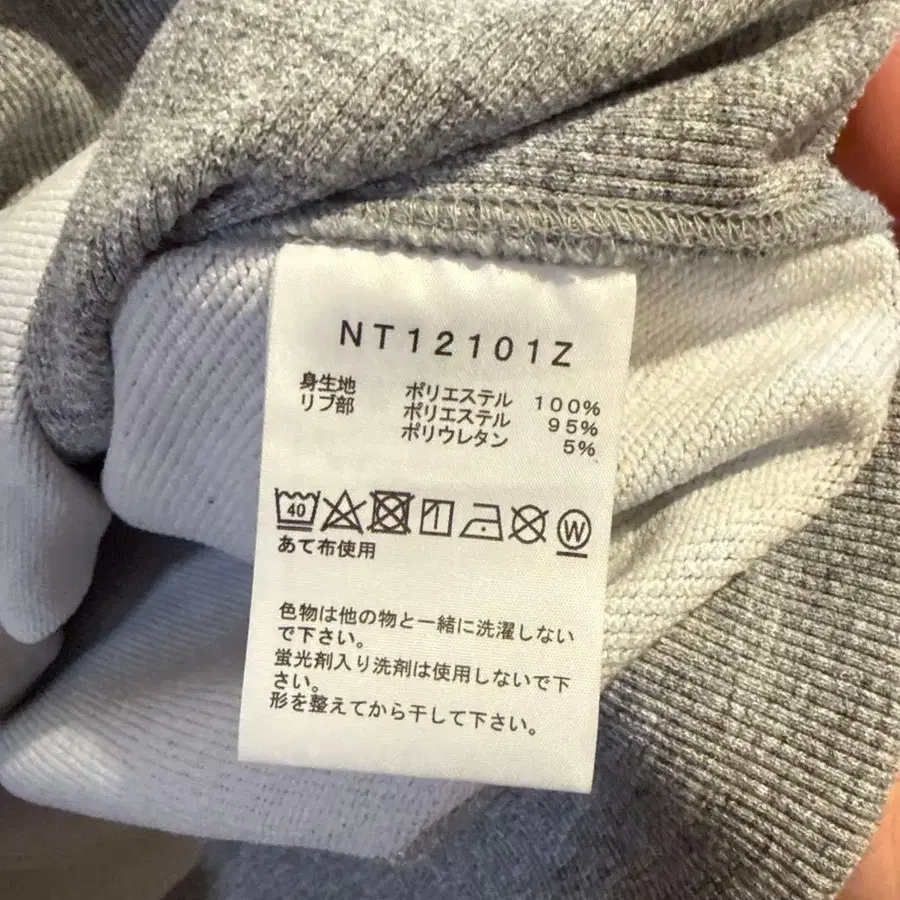 NT12101Z
身生地 ポリエステル 100%
リブ部 ポリエステル 95%
ポリウレタン 5%
40 W
あて布使用
色物は他の物と一緒に洗濯しない
で下さい。
蛍光剤入り洗剤は使用しないで下
さい。
形を整えてから干して下さい。